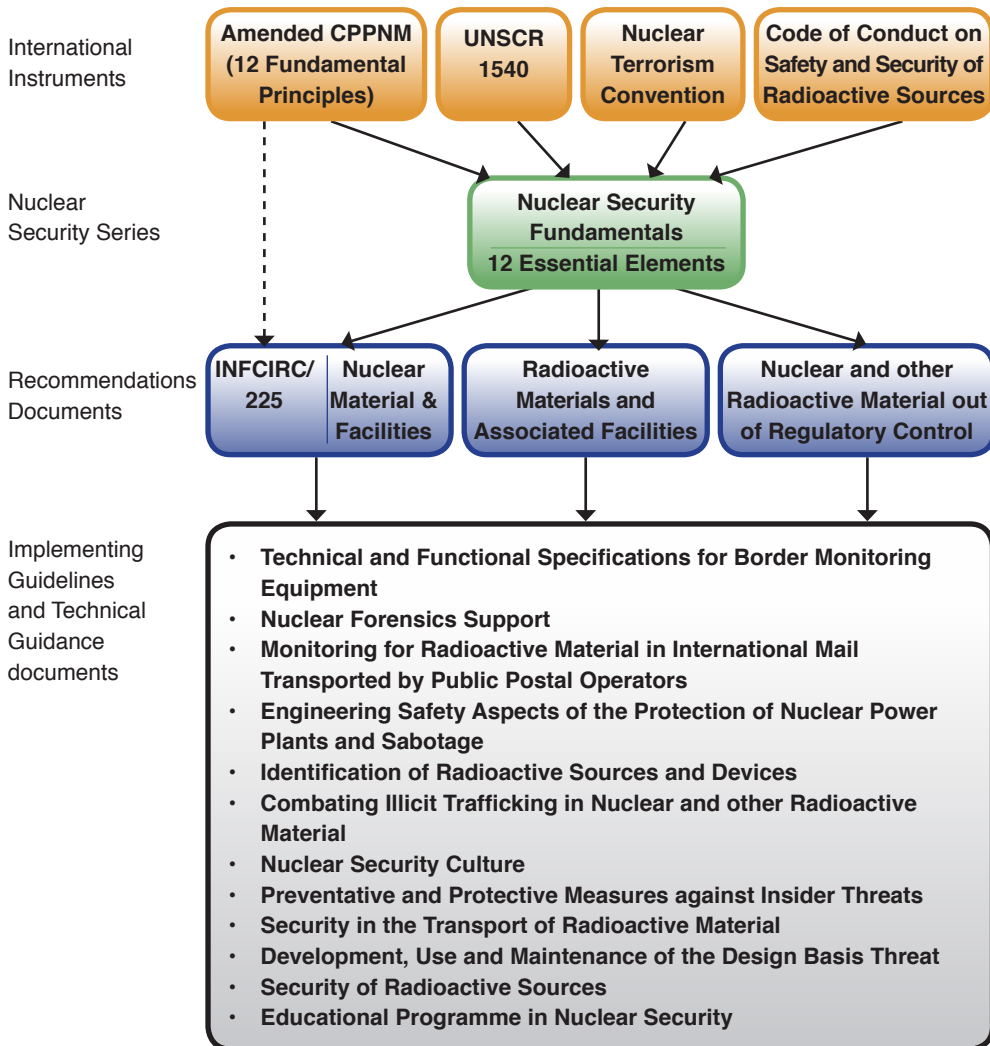 International
Instruments
Amended CPPNM
(12 Fundamental
Principles)
UNSCR
1540
Nuclear
Terrorism
Convention
Code of Conduct on
Safety and Security of
Radioactive Sources
Nuclear
Security Series
Nuclear Security
Fundamentals
12 Essential Elements
Recommendations
Documents
INFCIRC/
225
Nuclear
Material &
Facilities
Radioactive
Materials and
Associated Facilities
Nuclear and other
Radioactive Material out
of Regulatory Control
Implementing
Guidelines
and Technical
Guidance
documents
• Technical and Functional Specifications for Border Monitoring
Equipment
• Nuclear Forensics Support
• Monitoring for Radioactive Material in International Mail
Transported by Public Postal Operators
• Engineering Safety Aspects of the Protection of Nuclear Power
Plants and Sabotage
• Identification of Radioactive Sources and Devices
• Combating Illicit Trafficking in Nuclear and other Radioactive
Material
• Nuclear Security Culture
• Preventative and Protective Measures against Insider Threats
• Security in the Transport of Radioactive Material
• Development, Use and Maintenance of the Design Basis Threat
• Security of Radioactive Sources
• Educational Programme in Nuclear Security